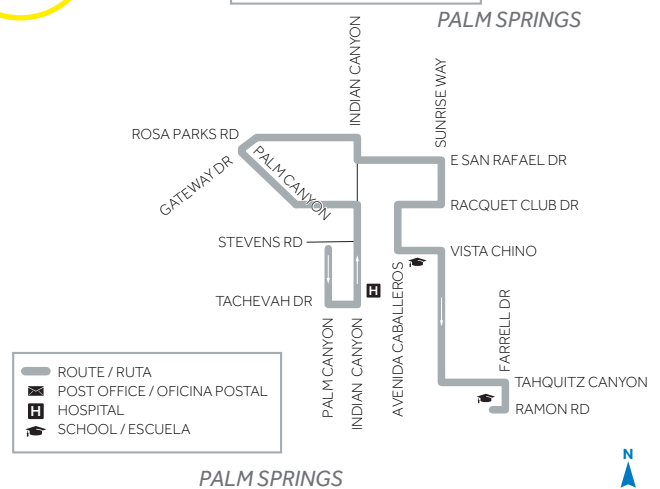 PALM SPRINGS
INDIAN CANYON
SUNRISE WAY
ROSA PARKS RD
GATEWAY DR
PALM CANYON
E SAN RAFAEL DR
RACQUET CLUB DR
STEVENS RD
VISTA CHINO
H
TACHEVAH DR
PALM CANYON
INDIAN CANYON
AVENIDA CABALLEROS
FARRELL DR
TAHQUITZ CANYON
RAMON RD
ROUTE / RUTA
POST OFFICE / OFICINA POSTAL
H HOSPITAL
SCHOOL / ESCUELA
N
PALM SPRINGS